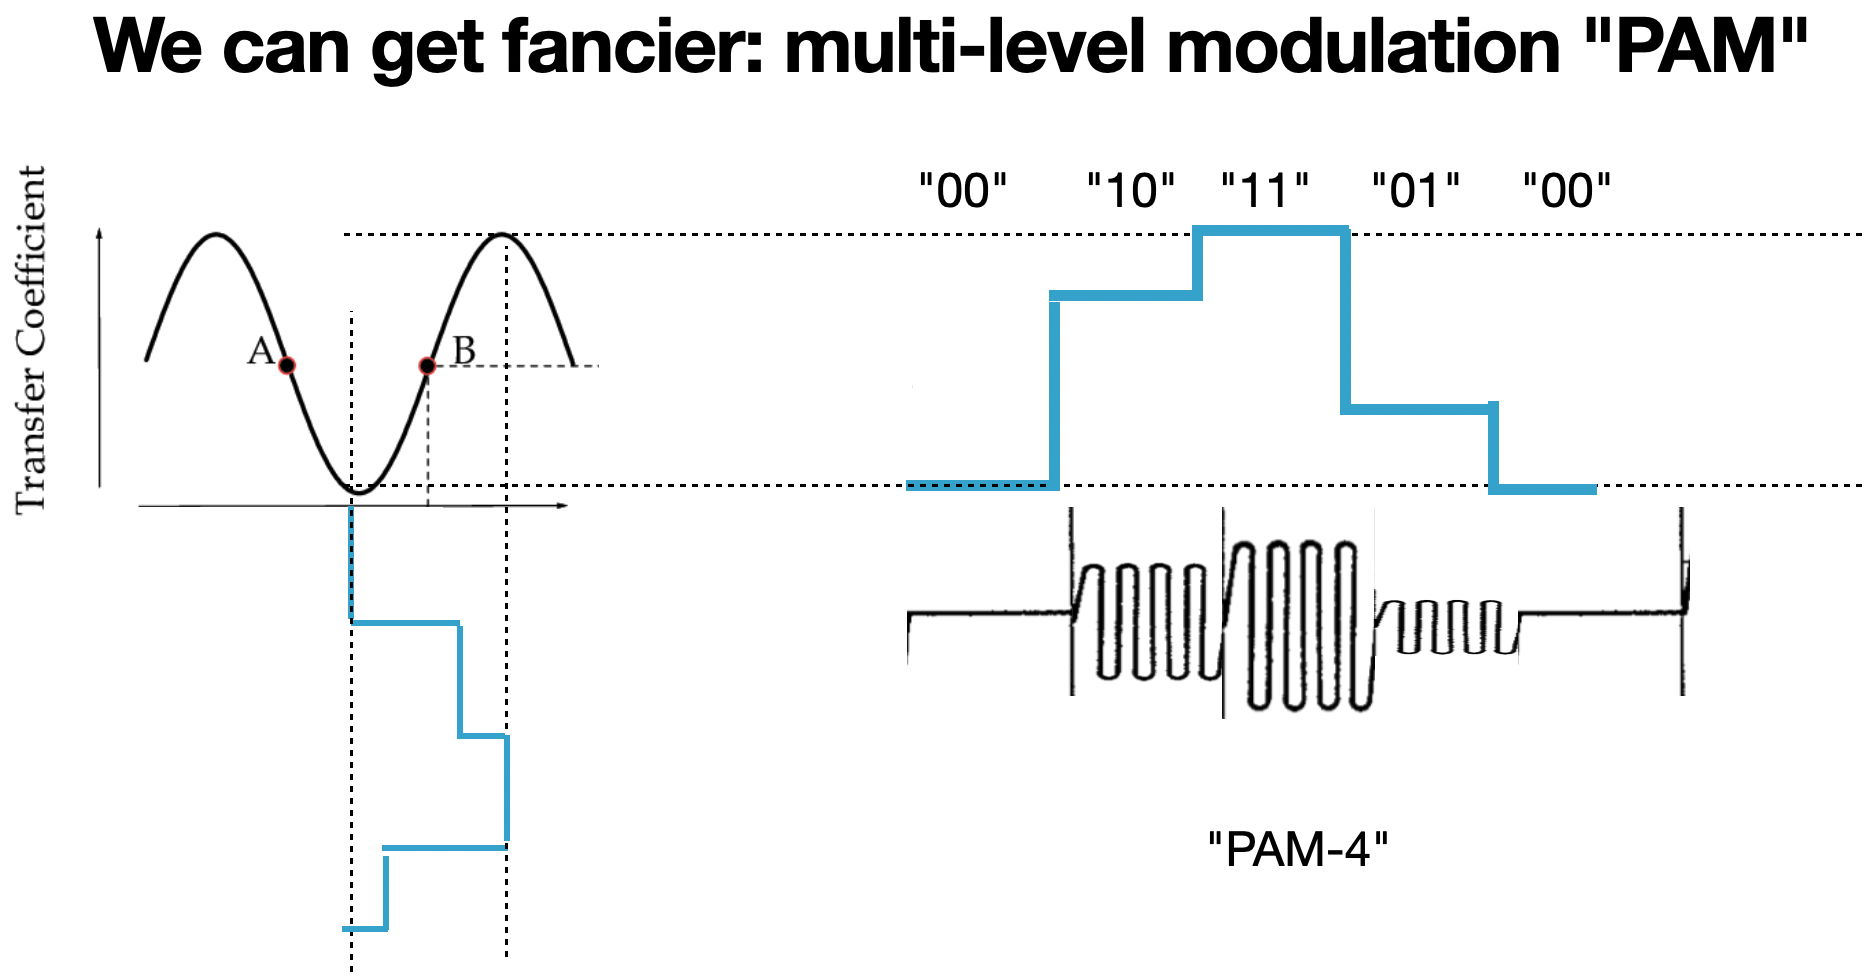 We can get fancier: multi-level modulation "PAM"
Transfer Coefficient
A
B
"00" "10" "11" "01" "00"
"PAM-4"